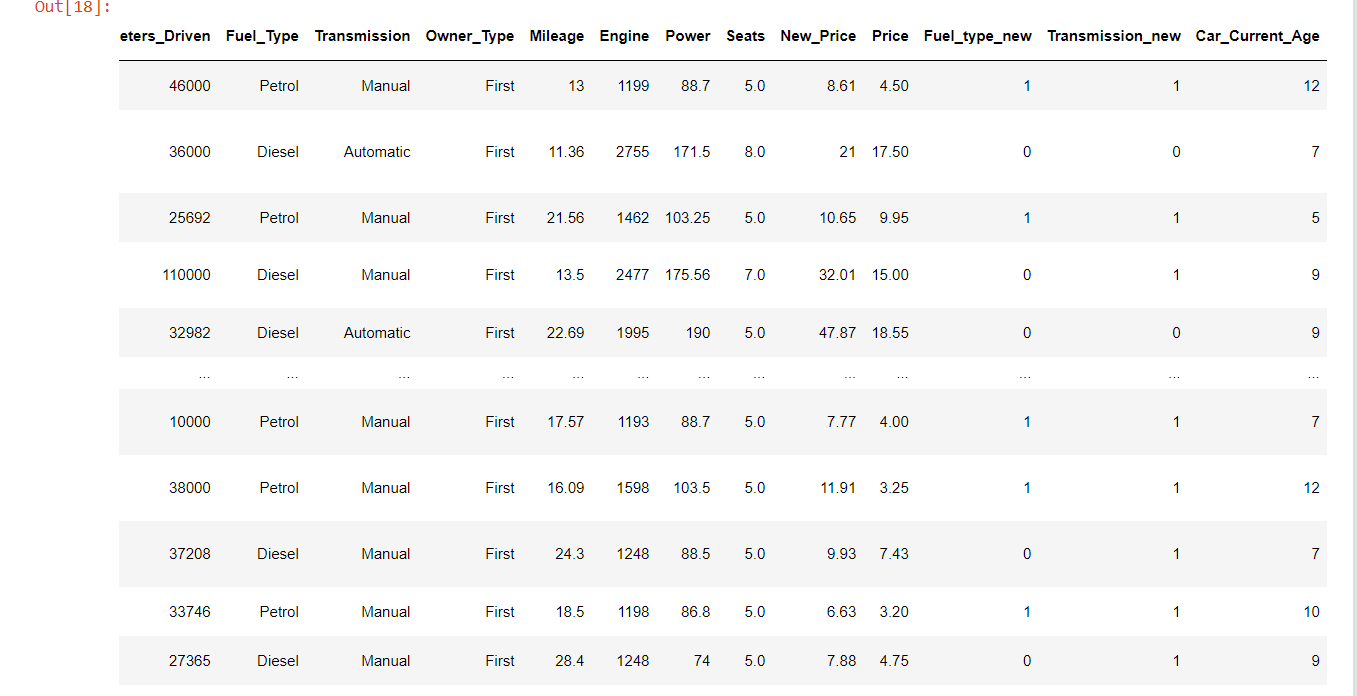 Out[18]:
eters_Driven Fuel_Type Transmission Owner_Type Mileage Engine Power Seats New_Price Price Fuel_type_new Transmission_new Car_Current_Age
46000 Petrol Manual First 13 1199 88.7 5.0 8.61 4.50 1 1 12
36000 Diesel Automatic First 11.36 2755 171.5 8.0 21 17.50 0 0 7
25692 Petrol Manual First 21.56 1462 103.25 5.0 10.65 9.95 1 1 5
110000 Diesel Manual First 13.5 2477 175.56 7.0 32.01 15.00 0 1 9
32982 Diesel Automatic First 22.69 1995 190 5.0 47.87 18.55 0 0 9
... ... ... ... ... ... ... ... ... ... ... ... ...
10000 Petrol Manual First 17.57 1193 88.7 5.0 7.77 4.00 1 1 7
38000 Petrol Manual First 16.09 1598 103.5 5.0 11.91 3.25 1 1 12
37208 Diesel Manual First 24.3 1248 88.5 5.0 9.93 7.43 0 1 7
33746 Petrol Manual First 18.5 1198 86.8 5.0 6.63 3.20 1 1 10
27365 Diesel Manual First 28.4 1248 74 5.0 7.88 4.75 0 1 9